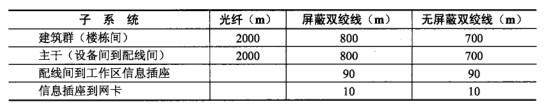 子 系 统 光纤（m） 屏蔽双绞线（m） 无屏蔽双绞线（m）
建筑群（楼栋间） 2000 800 700
主干（设备间到配线间） 2000 800 700
配线间到工作区信息插座 90 90
信息插座到网卡 10 10